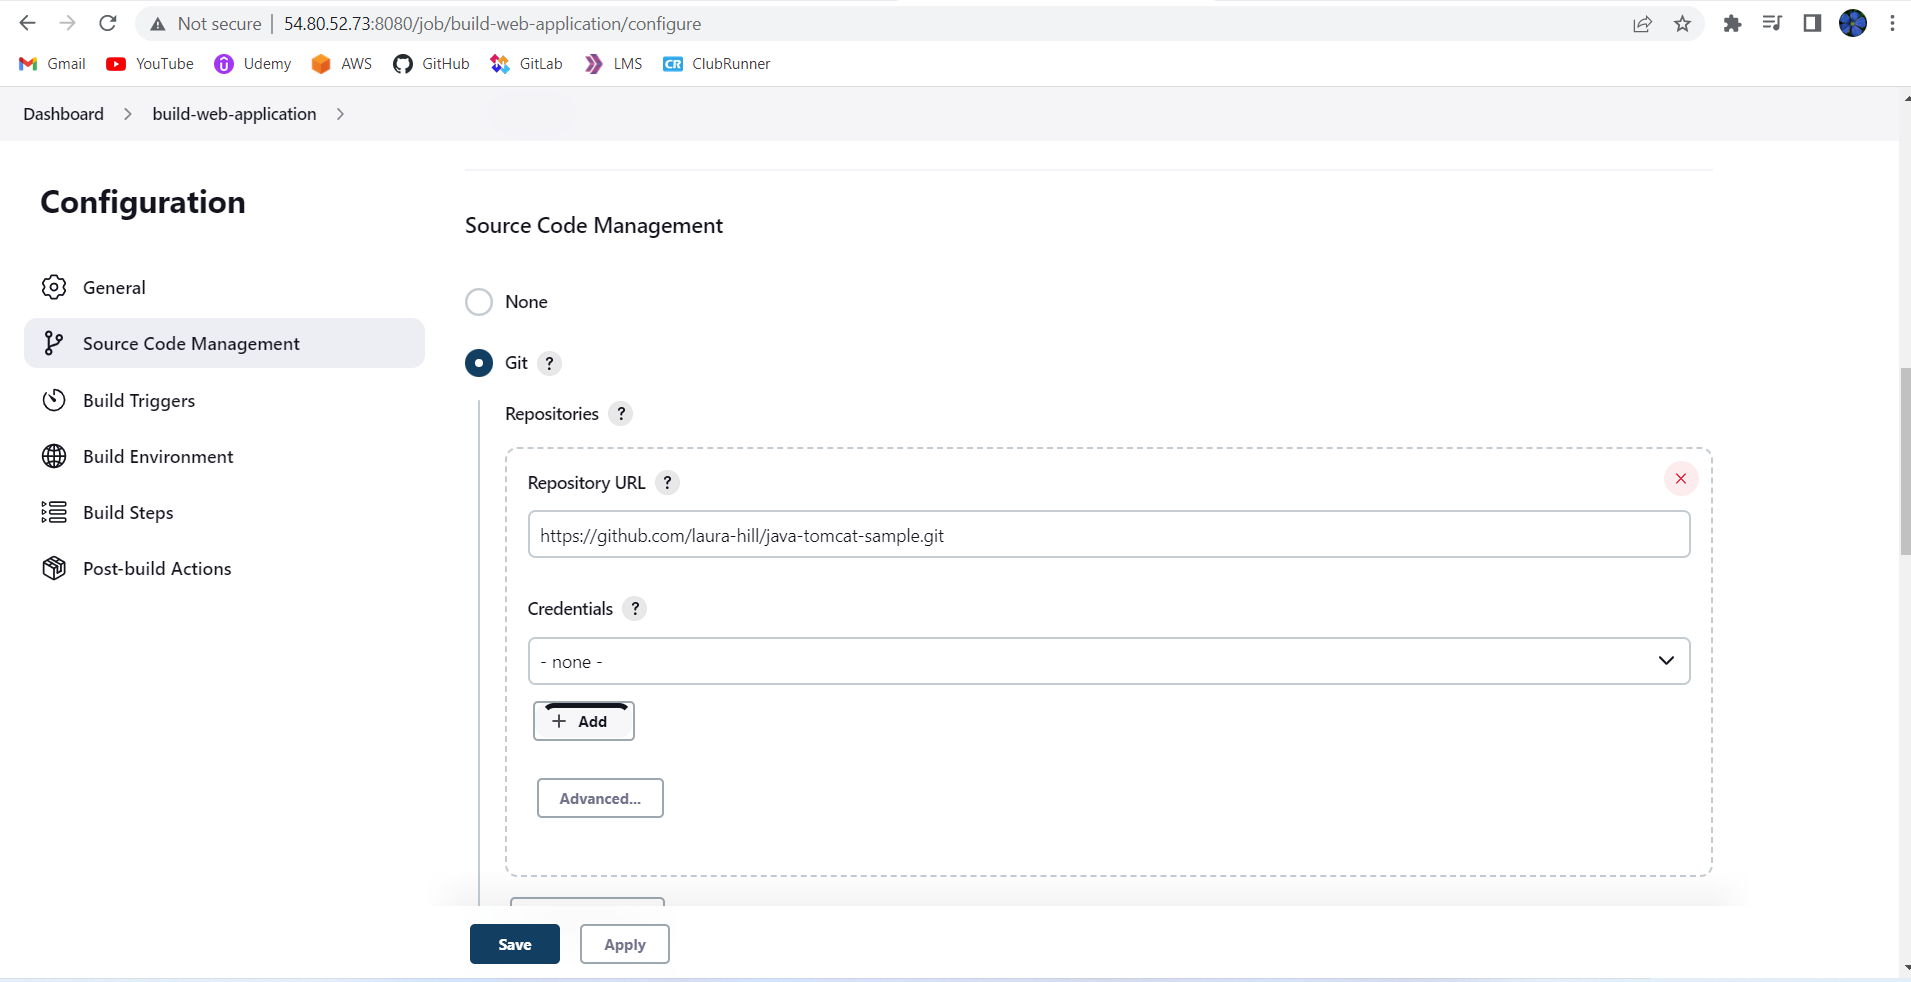 Not secure | 54.80.52.73:8080/job/build-web-application/configure
Gmail YouTube Udemy AWS GitHub GitLab LMS CR ClubRunner
Dashboard > build-web-application >
Configuration
General
Source Code Management
Build Triggers
Build Environment
Build Steps
Post-build Actions
Source Code Management
None
Git ?
Repositories ?
Repository URL ?
https://github.com/laura-hill/java-tomcat-sample.git
Credentials ?
- none -
+ Add
Advanced...
Save Apply